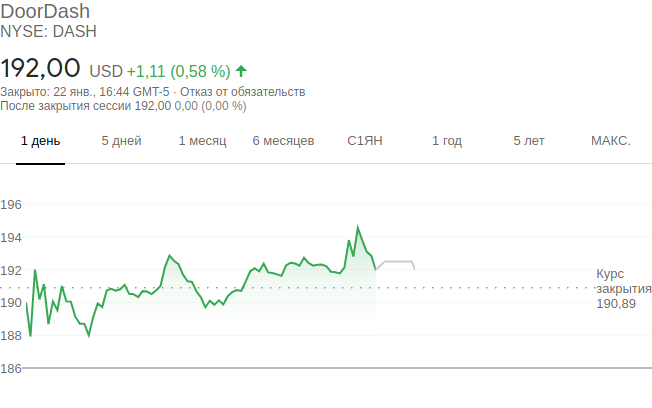 DoorDash
NYSE: DASH
192,00 USD +1,11 (0,58 %)
Закрыто: 22 янв., 16:44 GMT-5 · Отказ от обязательств
После закрытия сессии 192,00 0,00 (0,00 %)
1 день 5 дней 1 месяц 6 месяцев С1ЯН 1 год 5 лет МАКС.
196
194
192
190
188
186
Курс
закрытия
190,89